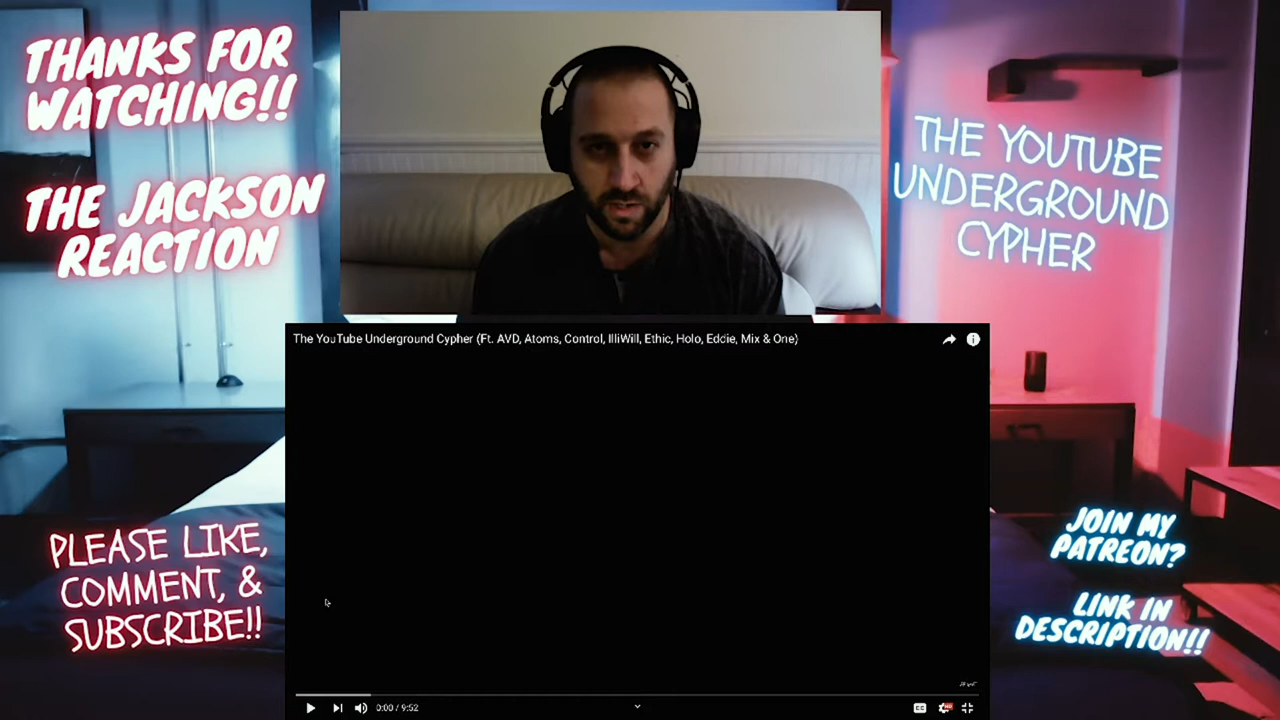 THANKS FOR
WATCHING!!
THE JACKSON
REACTION
THE YOUTUBE
UNDERGROUND
CYPHER
The YouTube Underground Cypher (Ft. AVD, Atoms, Control, IlliWill, Ethic, Holo, Eddie, Mix & One)
PLEASE LIKE,
COMMENT, &
SUBSCRIBE!!
JOIN MY
PATREON?
LINK IN
DESCRIPTION!!
0:00 / 9:52
CC
HD